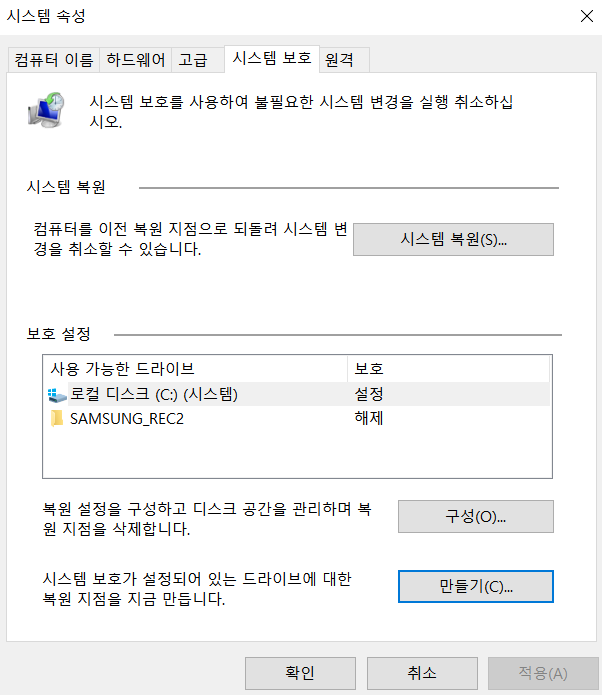 시스템 속성
컴퓨터 이름 하드웨어 고급 시스템 보호 원격
시스템 보호를 사용하여 불필요한 시스템 변경을 실행 취소하십
시오.
시스템 복원
컴퓨터를 이전 복원 지점으로 되돌려 시스템 변
경을 취소할 수 있습니다.
시스템 복원(S)...
보호 설정
사용 가능한 드라이브 보호
로컬 디스크 (C:) (시스템) 설정
SAMSUNG_REC2 해제
복원 설정을 구성하고 디스크 공간을 관리하며 복
원 지점을 삭제합니다.
구성(O)...
시스템 보호가 설정되어 있는 드라이브에 대한
복원 지점을 지금 만듭니다.
만들기(C)...
확인 취소 적용(A)